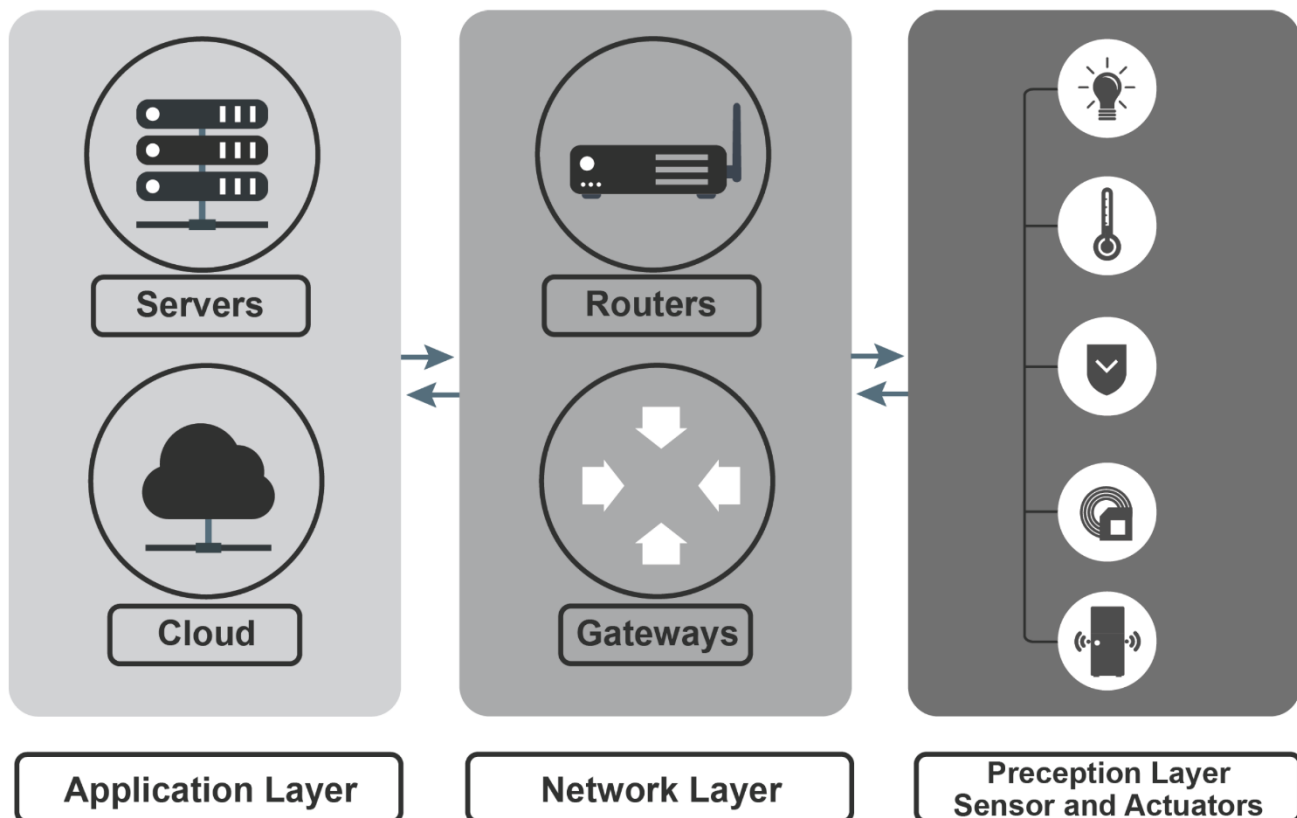 Servers
Routers
Cloud
Gateways
Application Layer
Network Layer
Preception Layer
Sensor and Actuators